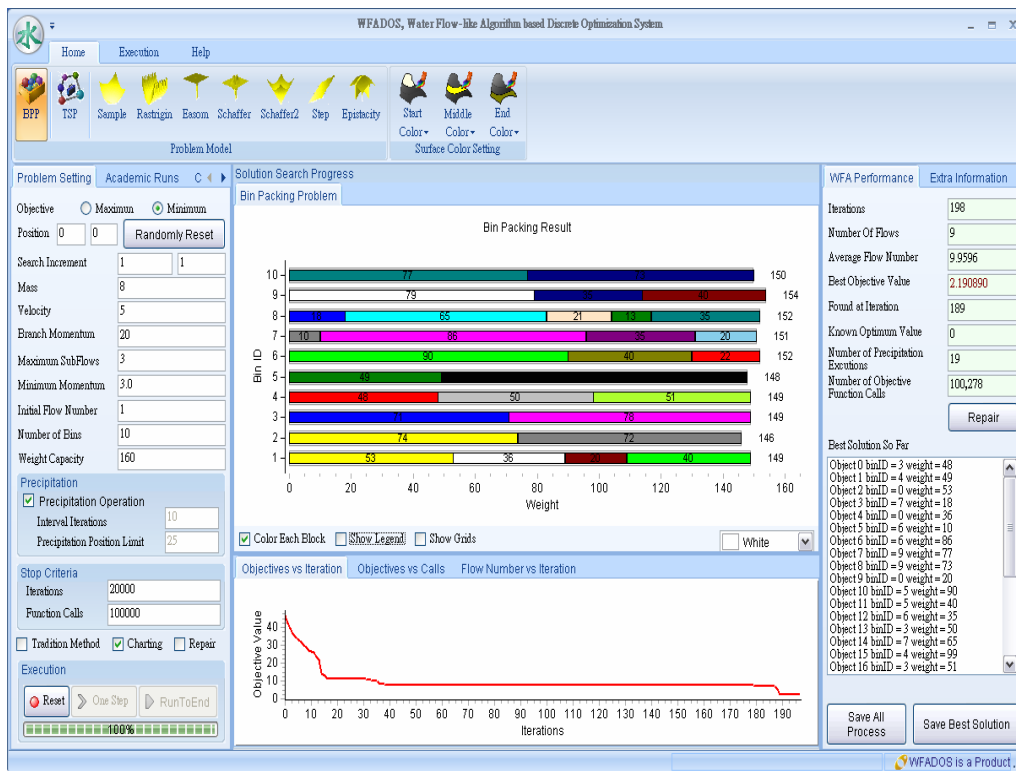 WFADOS, Water Flow-like Algorithm based Discrete Optimization System
水
Home Execution Help
BPP TSP Sample Rastrigin Easom Schaffer Schaffer2 Step Epistacity Start Color Middle Color End Color
Problem Model Surface Color Setting
Problem Setting Academic Runs C
Objective Maximun Minimum
Position 0 0 Randomly Reset
Search Increment 1 1
Mass 8
Velocity 5
Branch Momentum 20
Maximum SubFlows 3
Minimum Momentum 3.0
Initial Flow Number 1
Number of Bins 10
Weight Capacity 160
Precipitation
Precipitation Operation
Interval Iterations 10
Precipitation Position Limit 25
Stop Criteria
Iterations 20000
Function Calls 100000
Tradition Method Charting Repair
Execution
Reset One Step RunToEnd
100%
Solution Search Progress
Bin Packing Problem
Bin Packing Result
Bin ID
10 77 73 150
9 79 35 40 154
8 18 65 21 13 35 152
7 10 86 35 20 151
6 90 40 22 152
5 49 148
4 48 50 51 149
3 71 78 149
2 74 72 146
1 53 36 20 40 149
0 20 40 60 80 100 120 140 160
Weight
Color Each Block Show Legend Show Grids White
Objectives vs Iteration Objectives vs Calls Flow Number vs Iteration
Objective Value
40
30
20
10
0
0 10 20 30 40 50 60 70 80 90 100 110 120 130 140 150 160 170 180 190
Iterations
WFA Performance Extra Information
Iterations 198
Number Of Flows 9
Average Flow Number 9.9596
Best Objective Value 2.190890
Found at Iteration 189
Known Optimum Value 0
Number of Precipitation Excutions 19
Number of Objective Function Calls 100,278
Repair
Best Solution So Far
Object 0 binID = 3 weight = 48
Object 1 binID = 4 weight = 49
Object 2 binID = 0 weight = 53
Object 3 binID = 7 weight = 18
Object 4 binID = 0 weight = 36
Object 5 binID = 6 weight = 10
Object 6 binID = 6 weight = 86
Object 7 binID = 9 weight = 77
Object 8 binID = 9 weight = 73
Object 9 binID = 0 weight = 20
Object 10 binID = 5 weight = 90
Object 11 binID = 5 weight = 40
Object 12 binID = 6 weight = 35
Object 13 binID = 3 weight = 50
Object 14 binID = 7 weight = 65
Object 15 binID = 4 weight = 99
Object 16 binID = 3 weight = 51
Save All Process
Save Best Solution
WFADOS is a Product .